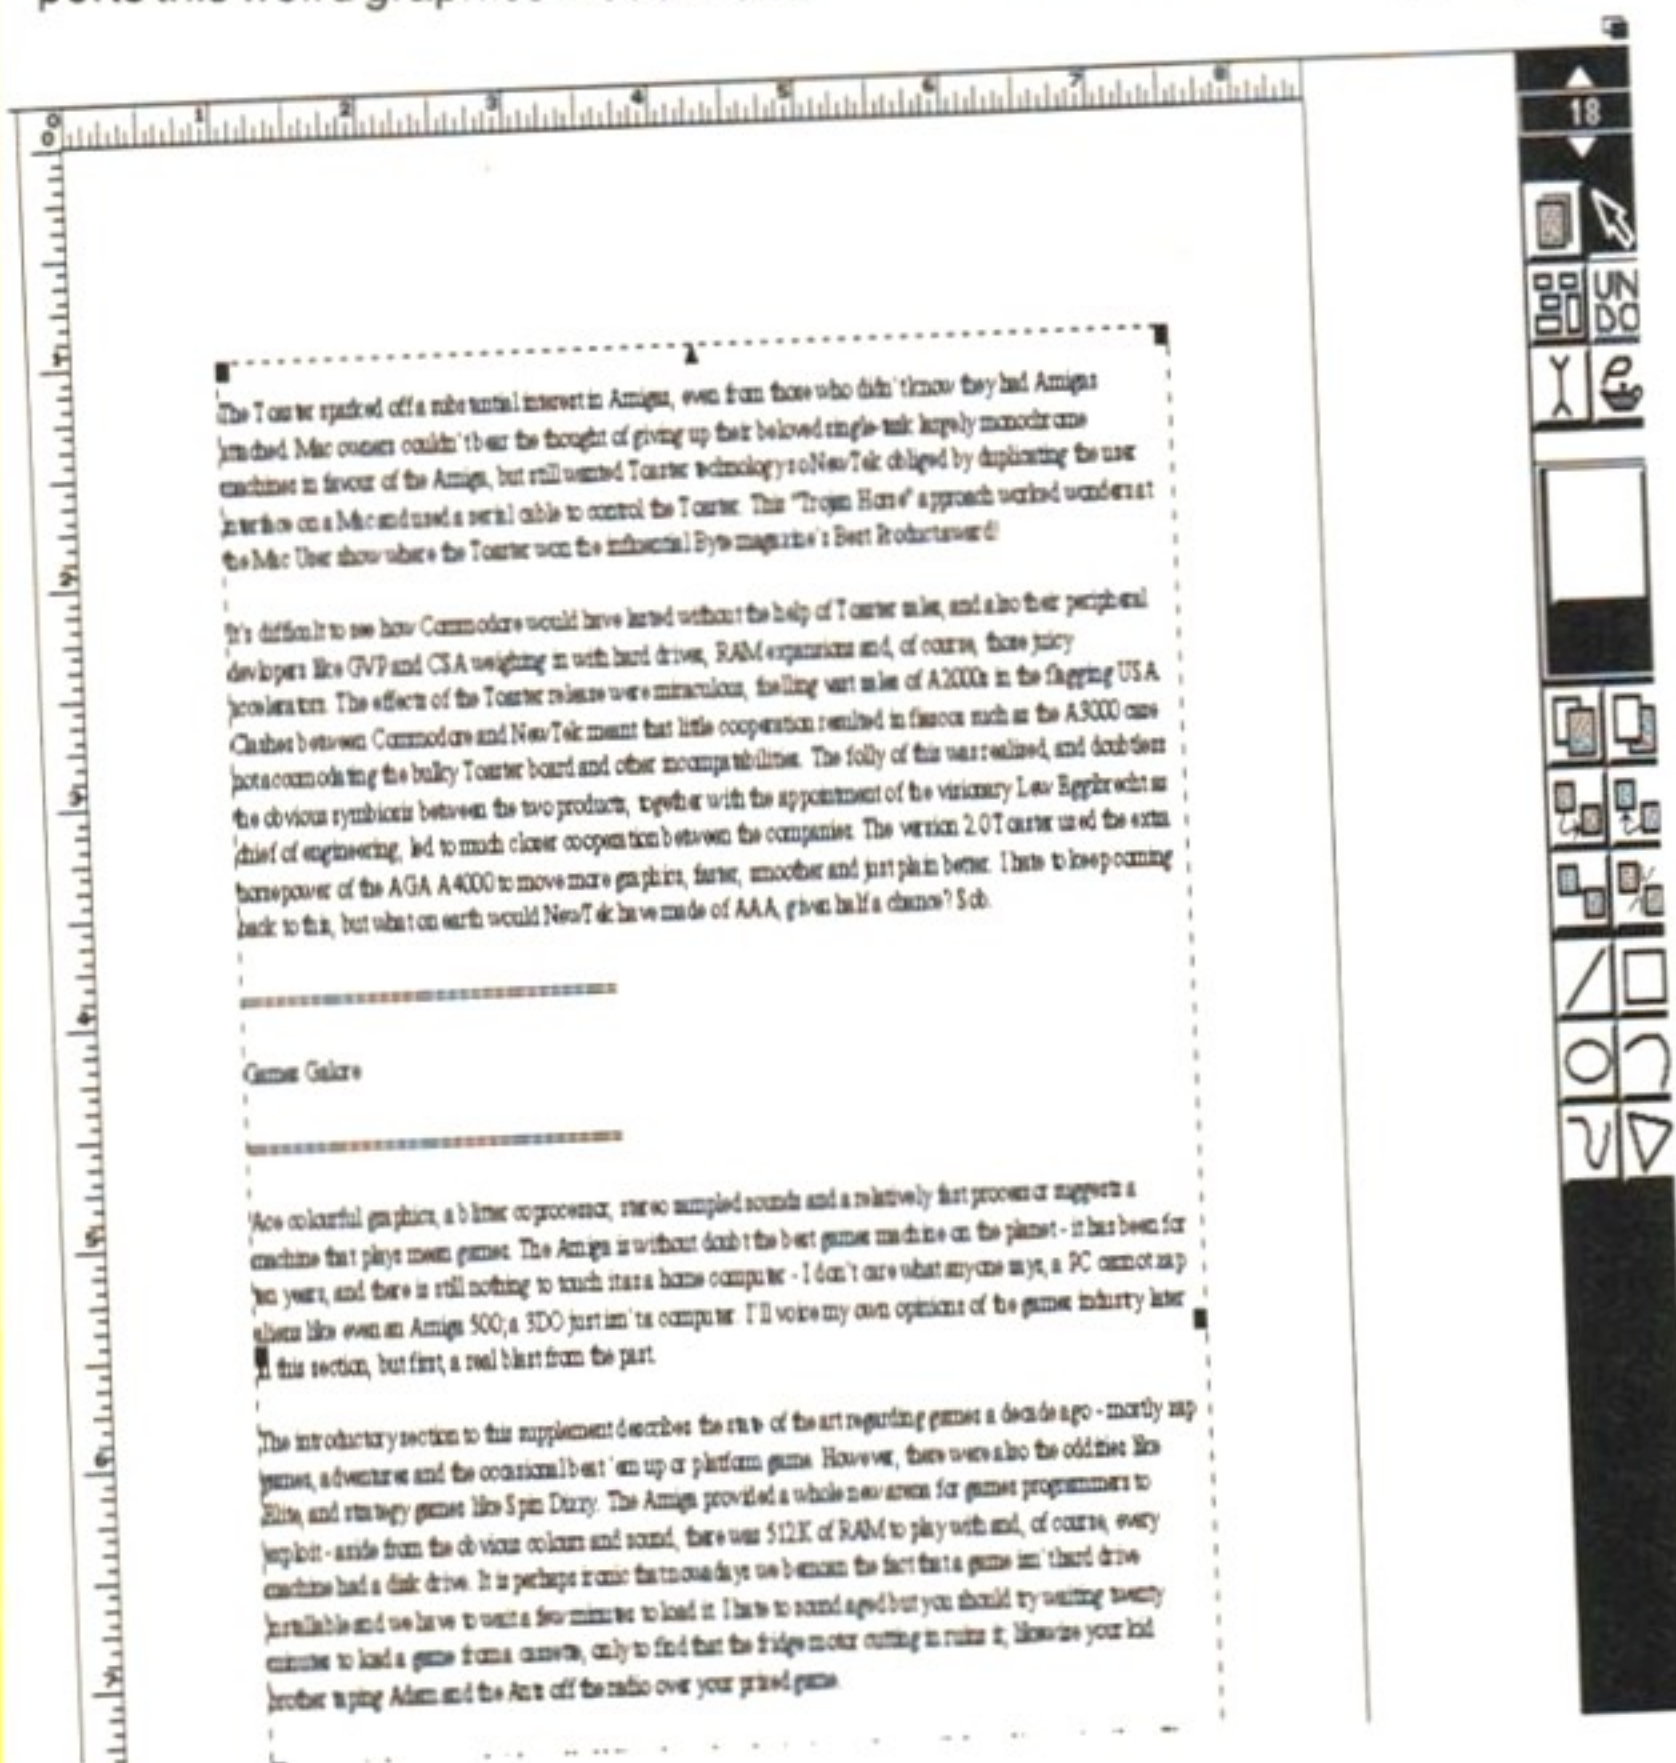 0 1 2 3 4 5 6 7 8
0
18
UN
DO
The Toaster sparked off a substantial interest in Amigas, even from those who didn't know they had Amigas
attached. Mac owners couldn't bear the thought of giving up their beloved single-task largely monochrome
machines in favour of the Amiga, but still wanted Toaster technology so NewTek obliged by duplicating the user
interface on a Mac and used a serial cable to control the Toaster. This "Trojan Horse" approach worked wonders at
the Mac User show where the Toaster won the influential Byte magazine's Best Product award!
It's difficult to see how Commodore would have lasted without the help of Toaster sales, and also their peripheral
devlopers like GVP and CSA weighing in with hard drives, RAM expansions and, of course, those juicy
accelerators. The effects of the Toaster release were miraculous, fuelling vast sales of A2000s in the flagging USA.
Clashes between Commodore and NewTek meant that little cooperation resulted in fiascos such as the A3000 case
not accomodating the bulky Toaster board and other incompatabilities. The folly of this was realised, and doubtless
the obvious symbiosis between the two products, together with the appointment of the visionary Lew Eggbrecht as
chief of engineering, led to much closer cooperation between the companies. The version 2.0 Toaster used the extra
horsepower of the AGA A4000 to move more graphics, faster, smoother and just plain better. I hate to keep coming
back to this, but what on earth would NewTek have made of AAA, given half a chance? Sob.
Games Galore
Ace colourful graphics, a blitter coprocessor, stereo sampled sounds and a relatively fast processor suggests a
machine that plays mean games. The Amiga is without doubt the best games machine on the planet - it has been for
ten years, and there is still nothing to touch it as a home computer - I don't care what anyone says, a PC cannot zap
aliens like even an Amiga 500; a 3DO just isn't a computer. I'll voice my own opinions of the games industry later
in this section, but first, a real blast from the past.
The introductory section to this supplement describes the state of the art regarding games a decade ago - mostly zap
games, adventures and the occasional beat 'em up or platform game. However, there were also the oddities like
Elite, and strategy games like Spin Dizzy. The Amiga provided a whole new arena for games programmers to
exploit - aside from the obvious colours and sound, there was 512K of RAM to play with and, of course, every
machine had a disk drive. It is perhaps ironic that nowadays we bemoan the fact that a game isn't hard drive
installable and we have to wait a few minutes to load it. I hate to sound aged but you should try waiting twenty
minutes to load a game from a cassette, only to find that the fridge motor cutting in ruins it; likewise your kid
brother taping Adam and the Ants off the radio over your prized game.